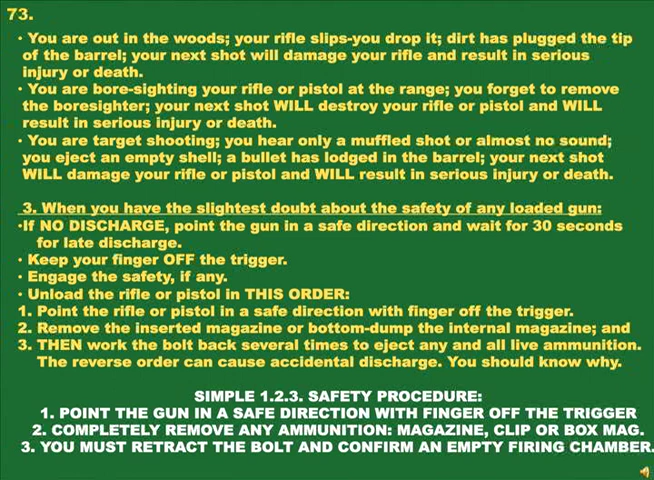 73.
• You are out in the woods; your rifle slips-you drop it; dirt has plugged the tip
of the barrel; your next shot will damage your rifle and result in serious
injury or death.
• You are bore-sighting your rifle or pistol at the range; you forget to remove
the boresighter; your next shot WILL destroy your rifle or pistol and WILL
result in serious injury or death.
• You are target shooting; you hear only a muffled shot or almost no sound;
you eject an empty shell; a bullet has lodged in the barrel; your next shot
WILL damage your rifle or pistol and WILL result in serious injury or death.
3. When you have the slightest doubt about the safety of any loaded gun:
•If NO DISCHARGE, point the gun in a safe direction and wait for 30 seconds
for late discharge.
• Keep your finger OFF the trigger.
• Engage the safety, if any.
• Unload the rifle or pistol in THIS ORDER:
1. Point the rifle or pistol in a safe direction with finger off the trigger.
2. Remove the inserted magazine or bottom-dump the internal magazine; and
3. THEN work the bolt back several times to eject any and all live ammunition.
The reverse order can cause accidental discharge. You should know why.
SIMPLE 1.2.3. SAFETY PROCEDURE:
1. POINT THE GUN IN A SAFE DIRECTION WITH FINGER OFF THE TRIGGER
2. COMPLETELY REMOVE ANY AMMUNITION: MAGAZINE, CLIP OR BOX MAG.
3. YOU MUST RETRACT THE BOLT AND CONFIRM AN EMPTY FIRING CHAMBER.